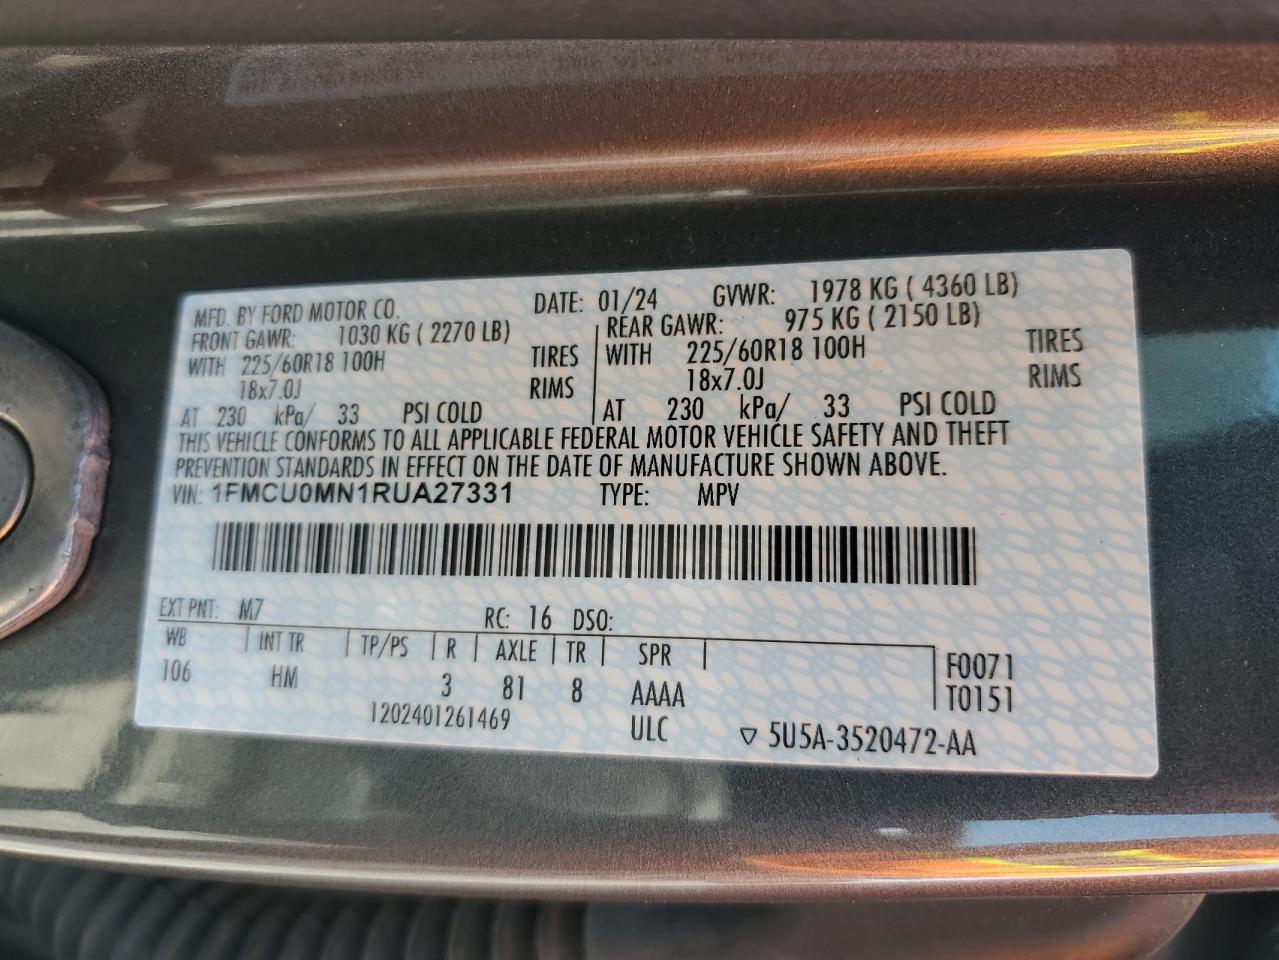 MFD. BY FORD MOTOR CO. DATE: 01/24 GVWR: 1978 KG ( 4360 LB)
FRONT GAWR: 1030 KG ( 2270 LB) REAR GAWR: 975 KG ( 2150 LB)
WITH 225/60R18 100H TIRES WITH 225/60R18 100H TIRES
18x7.0J RIMS 18x7.0J RIMS
AT 230 kPa/ 33 PSI COLD AT 230 kPa/ 33 PSI COLD
THIS VEHICLE CONFORMS TO ALL APPLICABLE FEDERAL MOTOR VEHICLE SAFETY AND THEFT
PREVENTION STANDARDS IN EFFECT ON THE DATE OF MANUFACTURE SHOWN ABOVE.
VIN: 1FMCU0MN1RUA27331 TYPE: MPV
EXT PNT: M7 RC: 16 DSO:
WB INT TR TP/PS R AXLE TR SPR F0071
106 HM 3 81 8 AAAA T0151
1202401261469 ULC ▽ 5U5A-3520472-AA